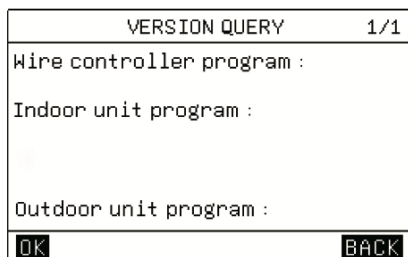 VERSION QUERY 1/1
Wire controller program :
Indoor unit program :
Outdoor unit program :
OK BACK